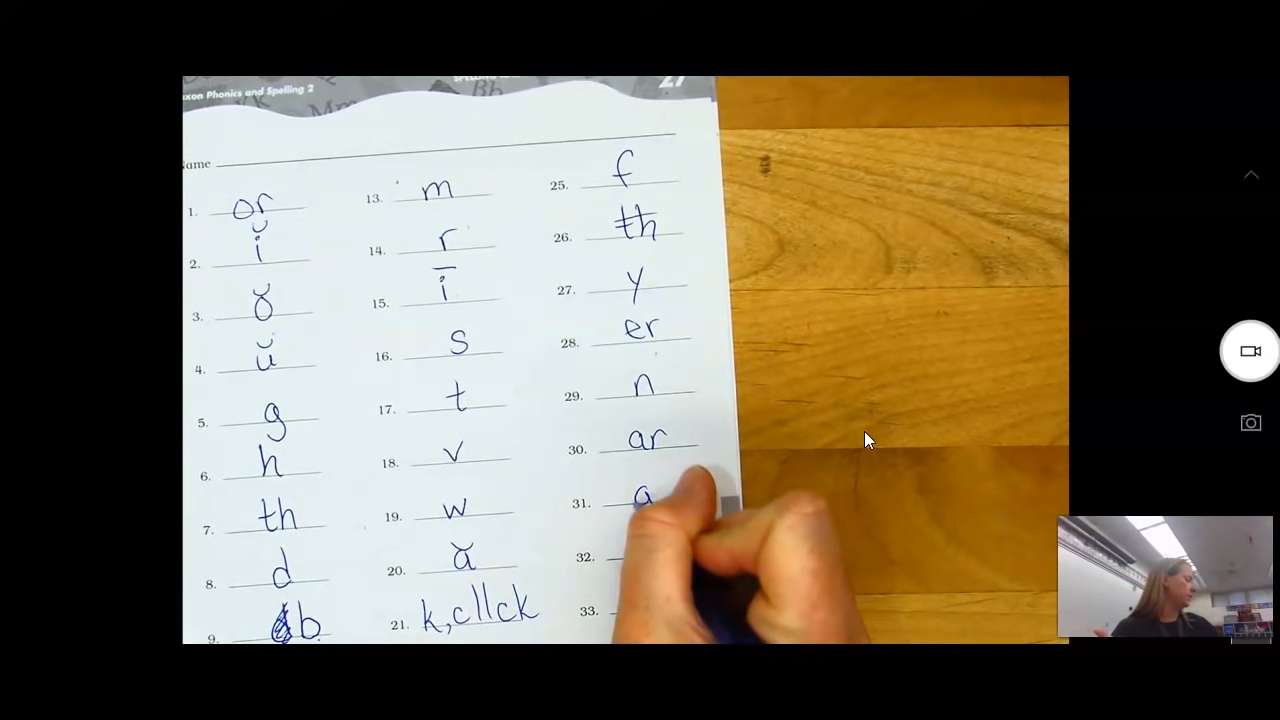 Saxon Phonics and Spelling 2
27
Name
1. or
2. ĭ
3. ŏ
4. ŭ
5. g
6. h
7. th
8. d
9. b
13. m
14. r
15. ī
16. s
17. t
18. v
19. w
20. ă
21. k,c||ck
25. f
26. th
27. y
28. er
29. n
30. ar
31. a
32.
33.